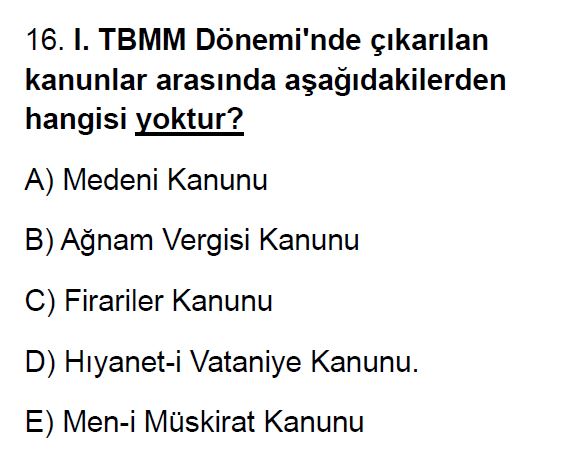 16. I. TBMM Dönemi'nde çıkarılan
kanunlar arasında aşağıdakilerden
hangisi yoktur?
A) Medeni Kanunu
B) Ağnam Vergisi Kanunu
C) Firariler Kanunu
D) Hıyanet-i Vataniye Kanunu.
E) Men-i Müskirat Kanunu